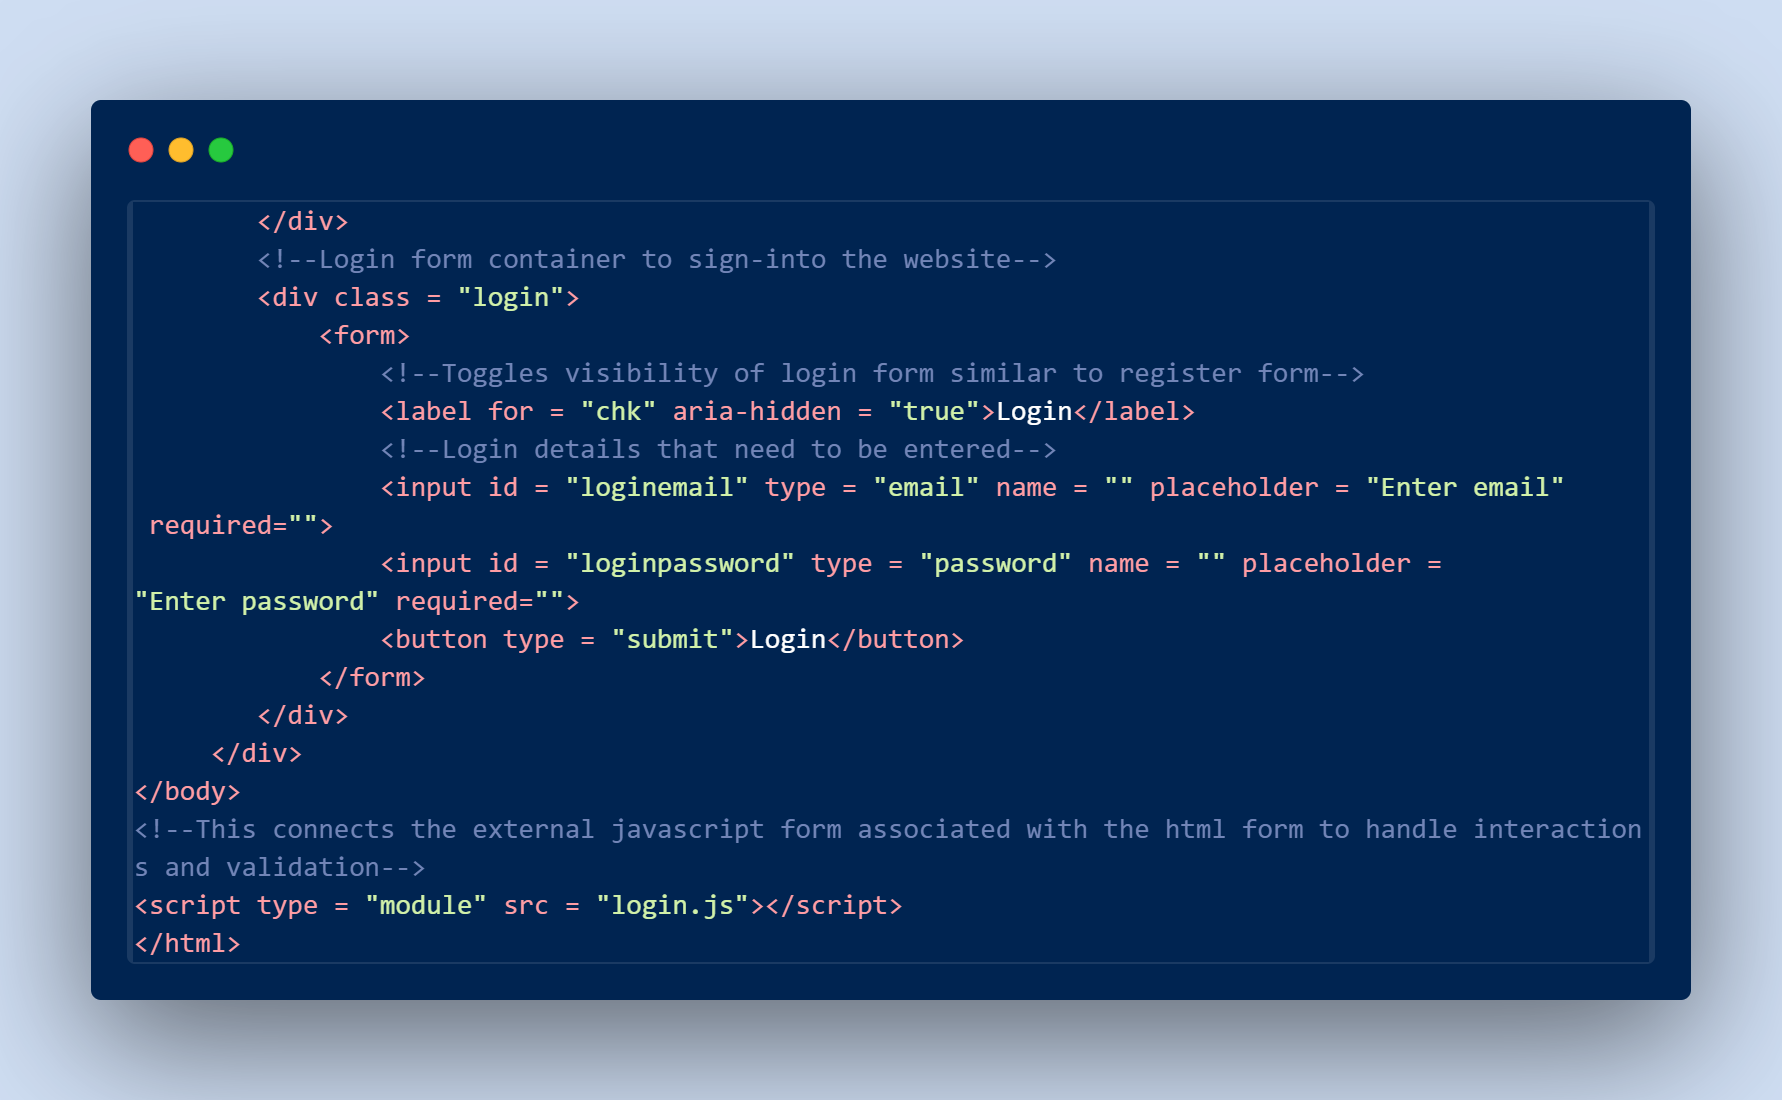 </div>
        <!--Login form container to sign-into the website-->
        <div class = "login">
            <form>
                <!--Toggles visibility of login form similar to register form-->
                <label for = "chk" aria-hidden = "true">Login</label>
                <!--Login details that need to be entered-->
                <input id = "loginemail" type = "email" name = "" placeholder = "Enter email"
 required="">
                <input id = "loginpassword" type = "password" name = "" placeholder =
"Enter password" required="">
                <button type = "submit">Login</button>
            </form>
        </div>
     </div>
</body>
<!--This connects the external javascript form associated with the html form to handle interaction
s and validation-->
<script type = "module" src = "login.js"></script>
</html>